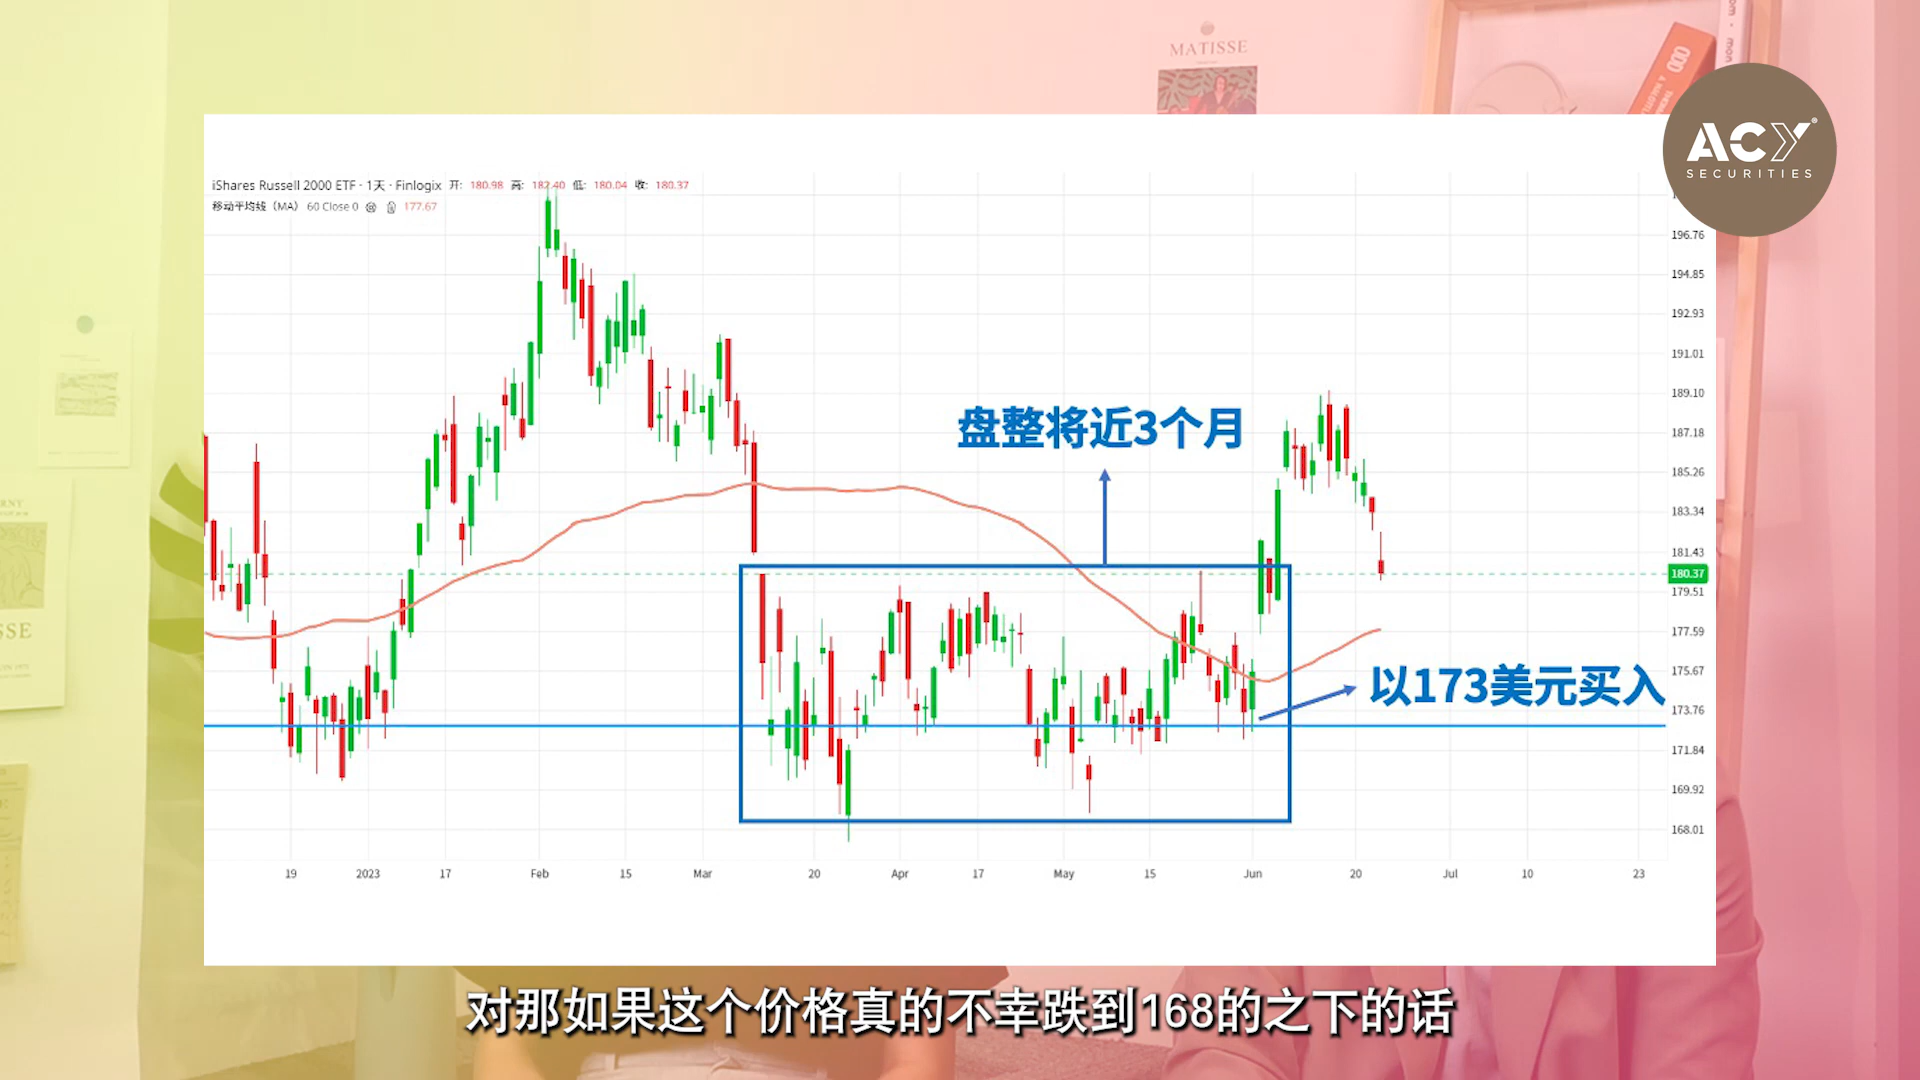 MATISSE
ACY
SECURITIES
iShares Russell 2000 ETF · 1天 · Finlogix 开: 180.98 高: 182.40 低: 180.04 收: 180.37
移动平均线 (MA) 60 Close 0 177.67
196.76
194.85
192.93
191.01
189.10
187.18
185.26
183.34
181.43
180.37
179.51
177.59
175.67
173.76
171.84
169.92
168.01
盘整将近3个月
以173美元买入
19 2023 17 Feb 15 Mar 20 Apr 17 May 15 Jun 20 Jul 10 23
对那如果这个价格真的不幸跌到168的之下的话